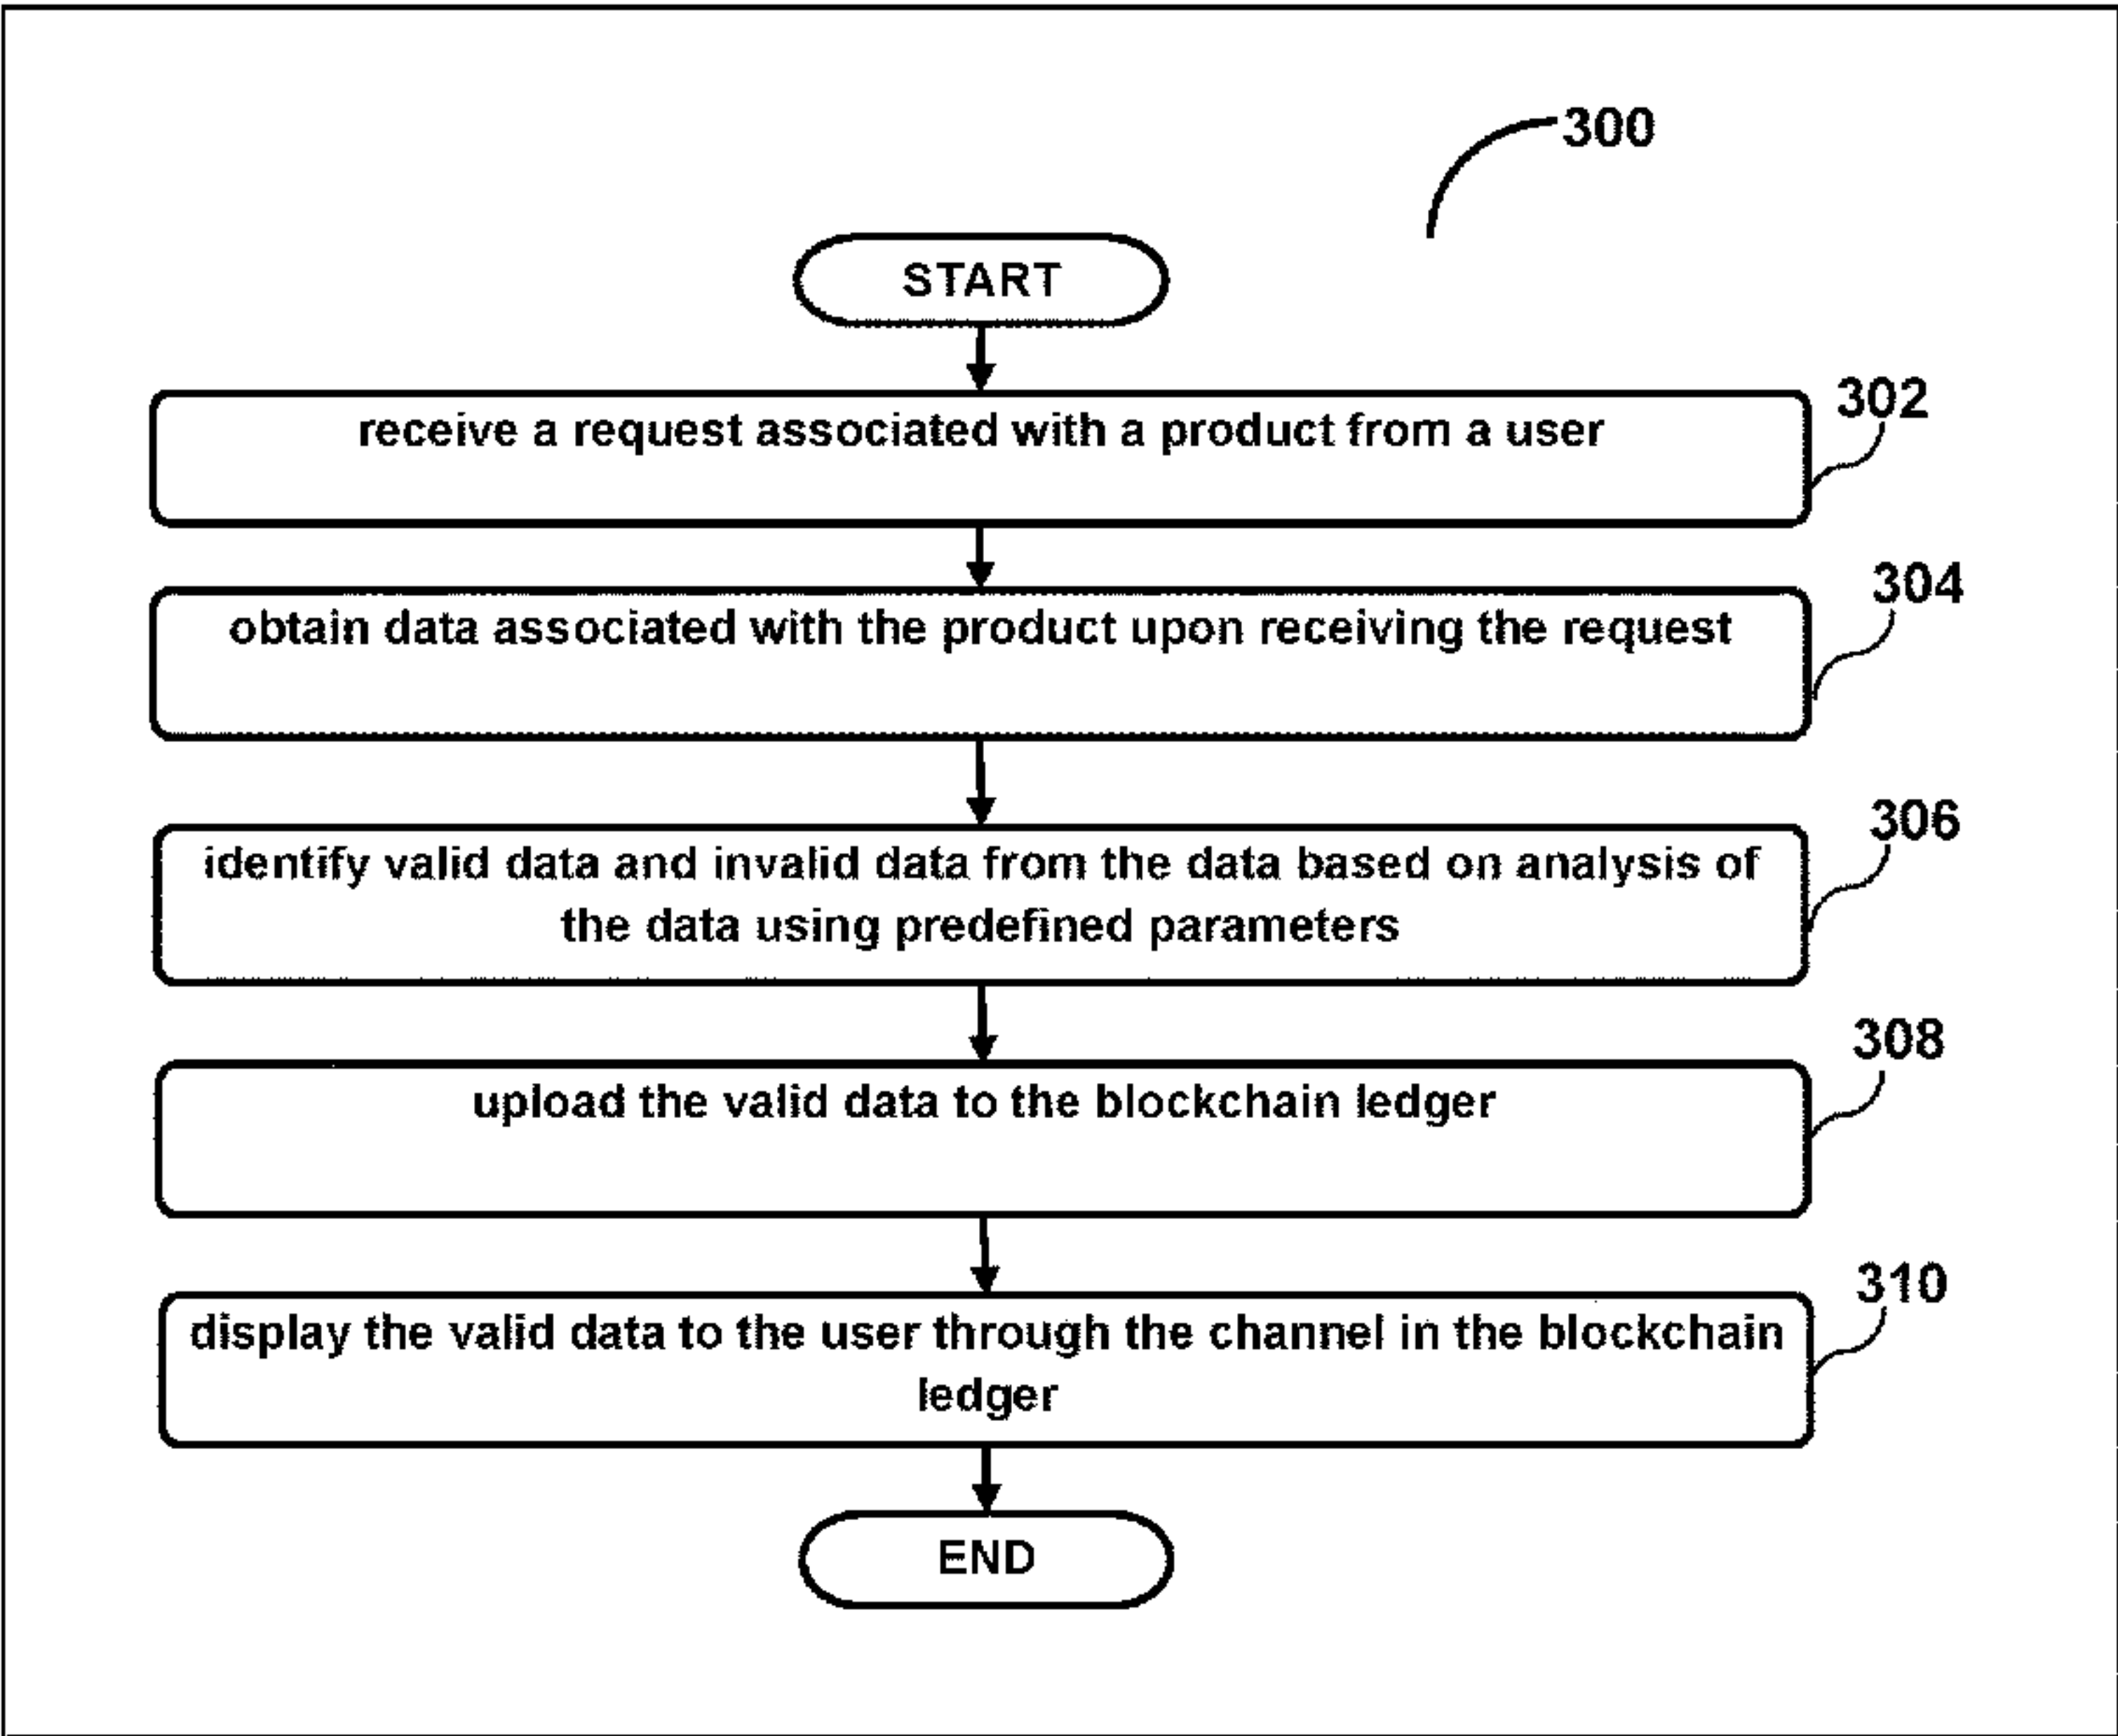 300
START
receive a request associated with a product from a user
302
obtain data associated with the product upon receiving the request
304
identify valid data and invalid data from the data based on analysis of
the data using predefined parameters
306
upload the valid data to the blockchain ledger
308
display the valid data to the user through the channel in the blockchain
ledger
310
END